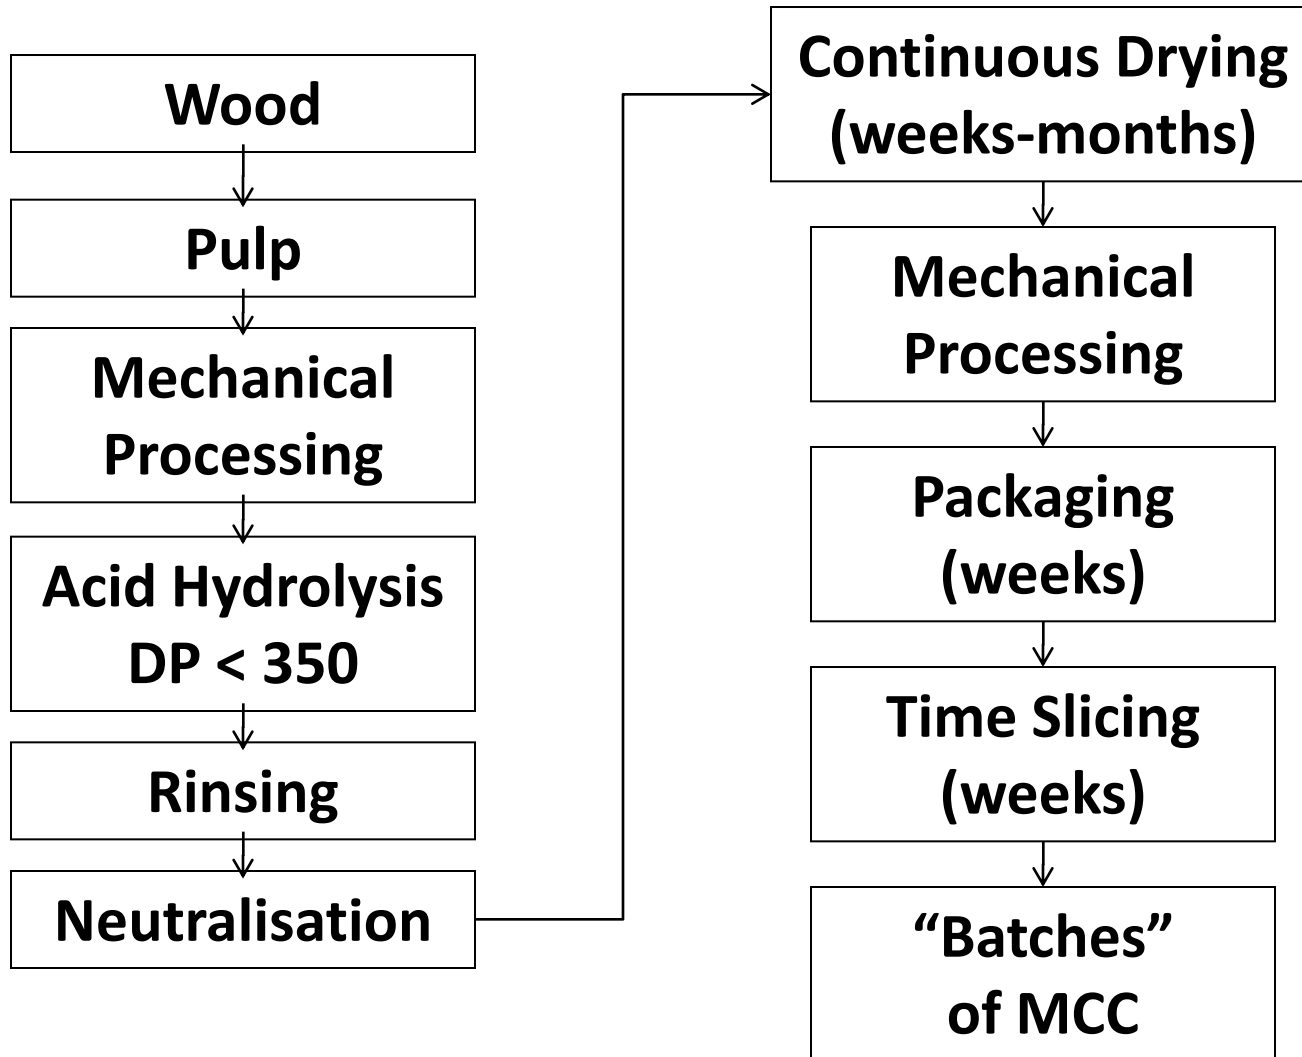 Wood
Pulp
Mechanical
Processing
Acid Hydrolysis
DP < 350
Rinsing
Neutralisation
Continuous Drying
(weeks-months)
Mechanical
Processing
Packaging
(weeks)
Time Slicing
(weeks)
“Batches”
of MCC